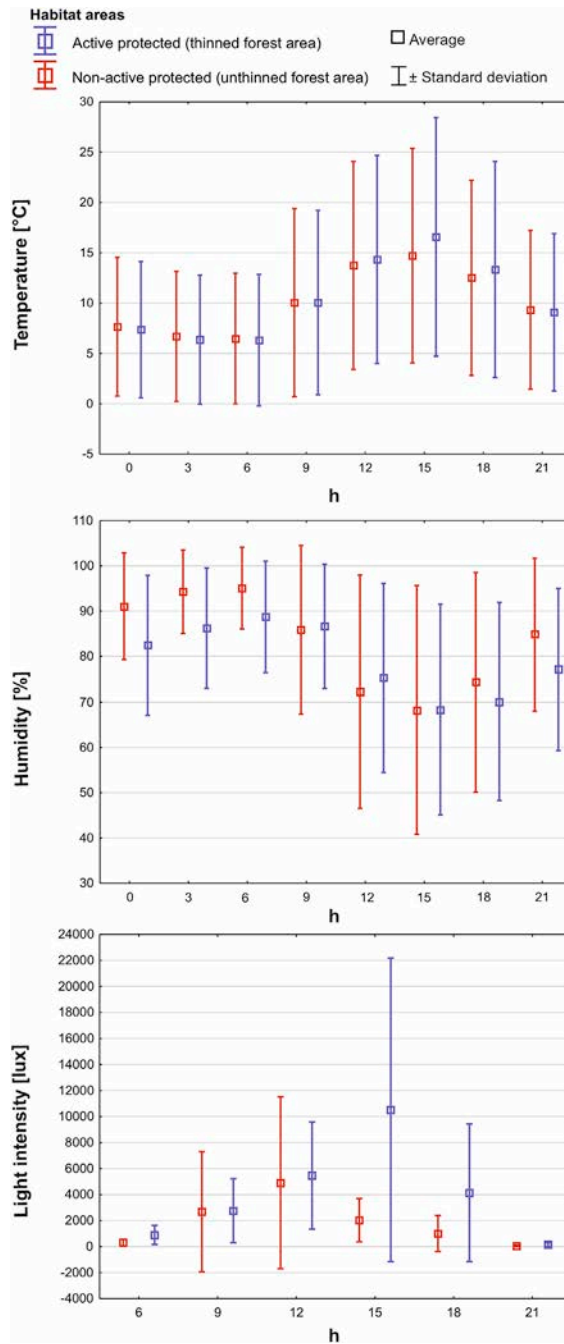 Habitat areas
Active protected (thinned forest area)
Average
Non-active protected (unthinned forest area)
± Standard deviation
Temperature [°C]
30
25
20
15
10
5
0
-5
0 3 6 9 12 15 18 21
h
Humidity [%]
110
100
90
80
70
60
50
40
30
0 3 6 9 12 15 18 21
h
Light intensity [lux]
24000
22000
20000
18000
16000
14000
12000
10000
8000
6000
4000
2000
0
-2000
-4000
6 9 12 15 18 21
h